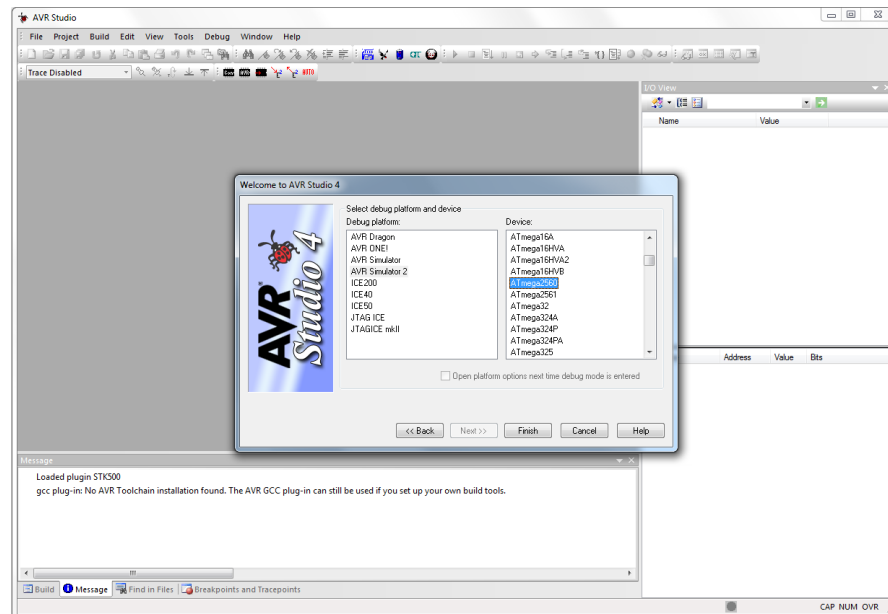 AVR Studio
File Project Build Edit View Tools Debug Window Help
Trace Disabled
AUTO
I/O View
Name Value
Welcome to AVR Studio 4
AVR Studio 4
Select debug platform and device
Debug platform:
AVR Dragon
AVR ONE!
AVR Simulator
AVR Simulator 2
ICE200
ICE40
ICE50
JTAG ICE
JTAGICE mkII
Device:
ATmega16A
ATmega16HVA
ATmega16HVA2
ATmega16HVB
ATmega2560
ATmega2561
ATmega32
ATmega324A
ATmega324P
ATmega324PA
ATmega325
Open platform options next time debug mode is entered
<< Back Next >> Finish Cancel Help
Address Value Bits
Message
Loaded plugin STK500
gcc plug-in: No AVR Toolchain installation found. The AVR GCC plug-in can still be used if you set up your own build tools.
Build Message Find in Files Breakpoints and Tracepoints
CAP NUM OVR